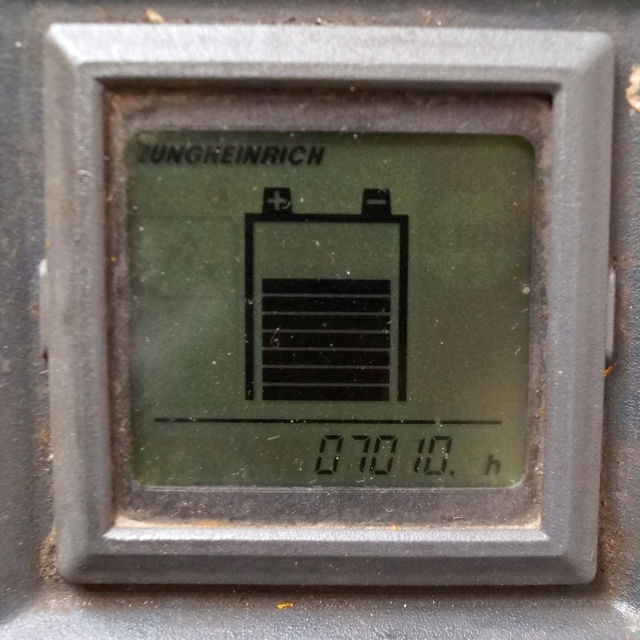 JUNGHEINRICH
+ -
07010. h